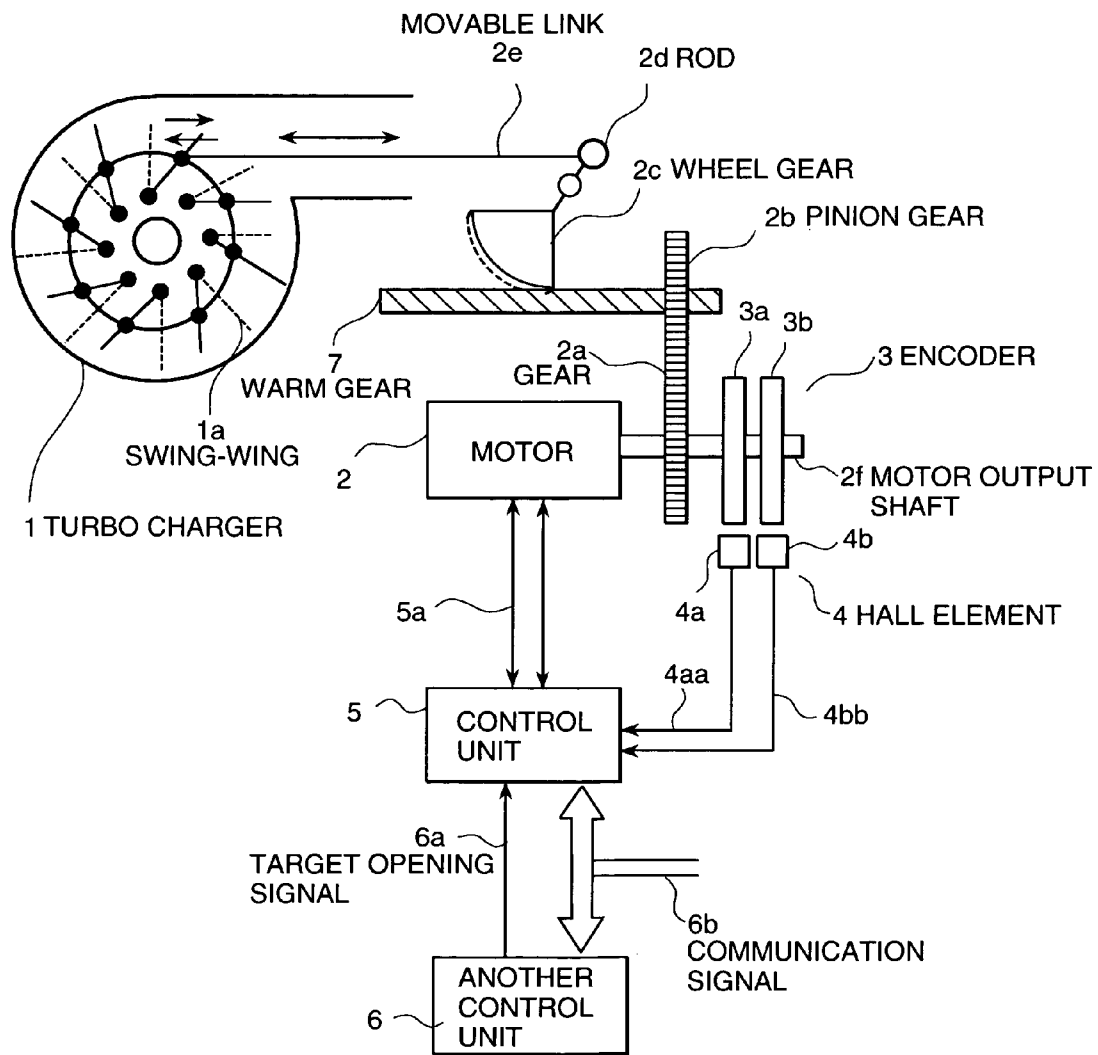 MOVABLE LINK
2e
2d ROD
2c WHEEL GEAR
2b PINION GEAR
3a
3b
7
WARM GEAR
2a
GEAR
3 ENCODER
1a
SWING-WING
2
MOTOR
2f MOTOR OUTPUT
SHAFT
1 TURBO CHARGER
4a
4b
4 HALL ELEMENT
5a
4aa
4bb
5
CONTROL
UNIT
6a
TARGET OPENING
SIGNAL
6b
COMMUNICATION
SIGNAL
6
ANOTHER
CONTROL
UNIT